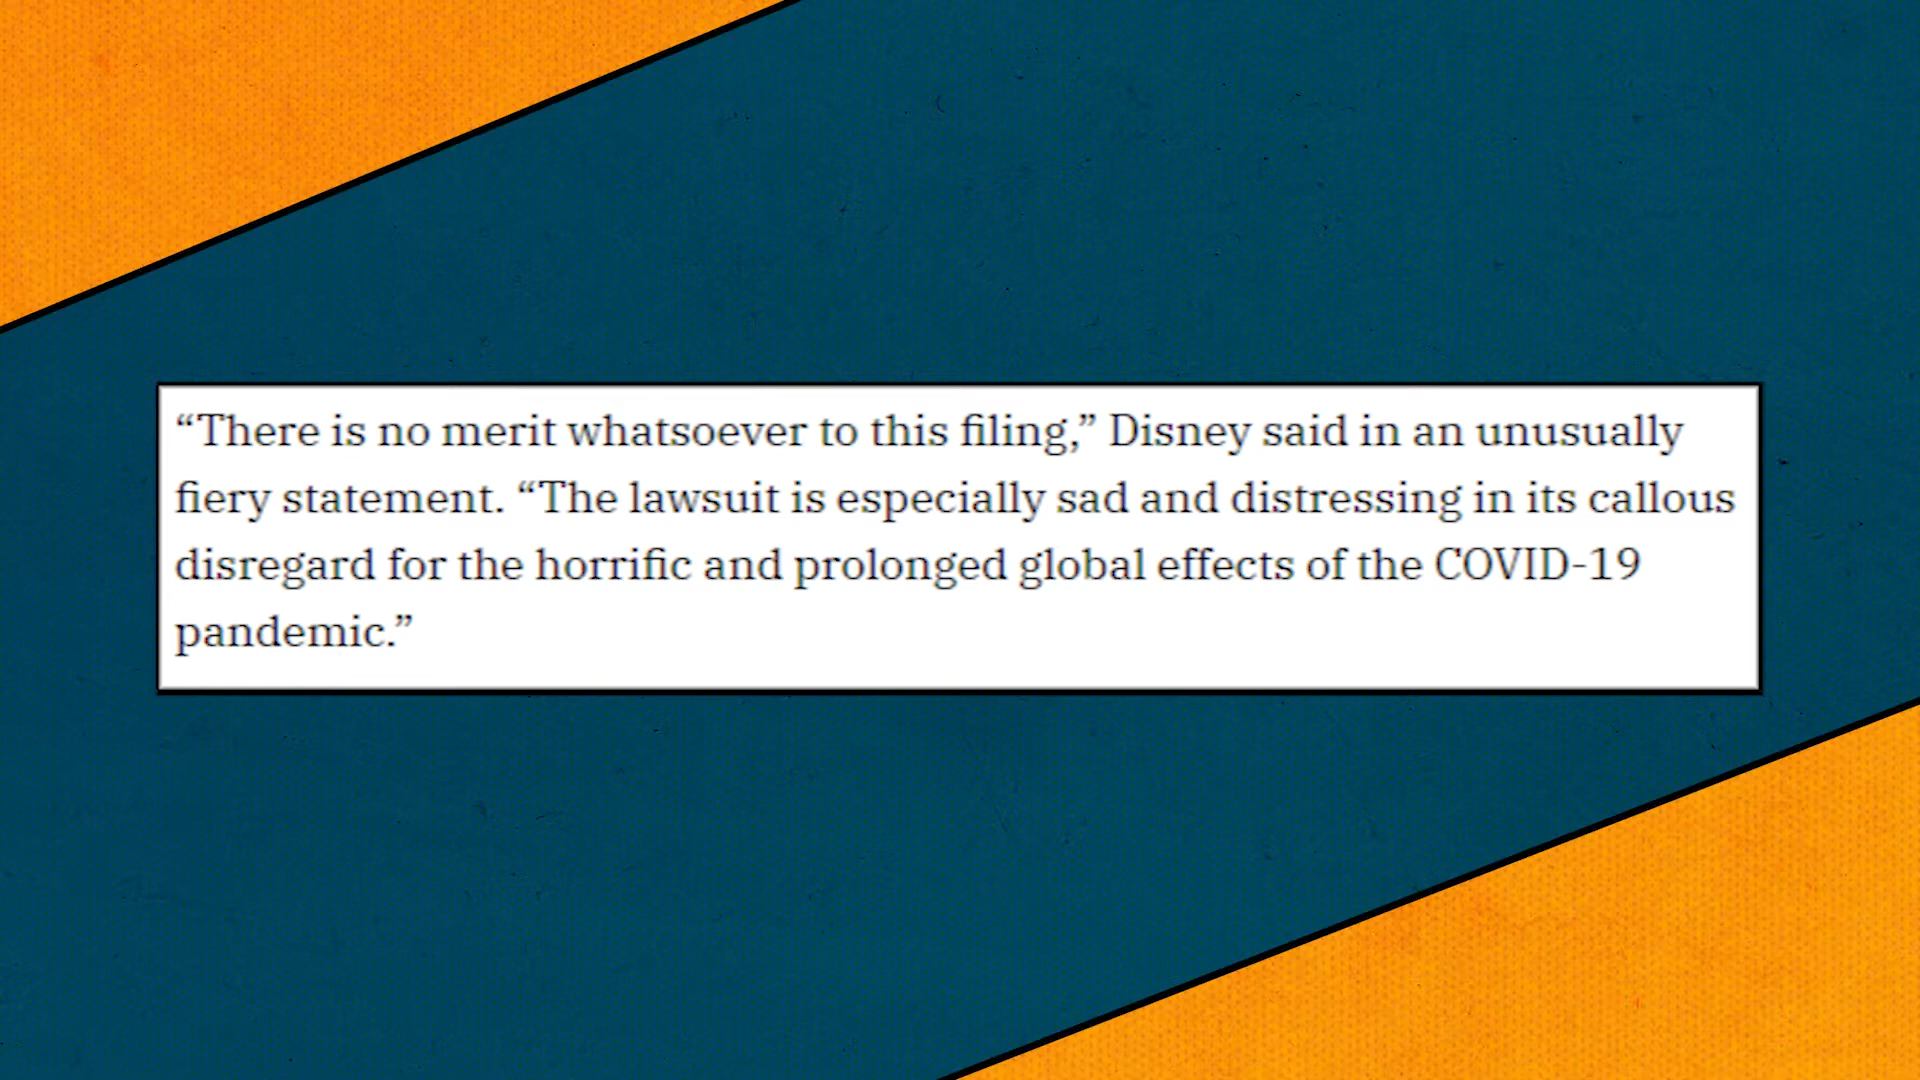 “There is no merit whatsoever to this filing,” Disney said in an unusually
fiery statement. “The lawsuit is especially sad and distressing in its callous
disregard for the horrific and prolonged global effects of the COVID-19
pandemic.”